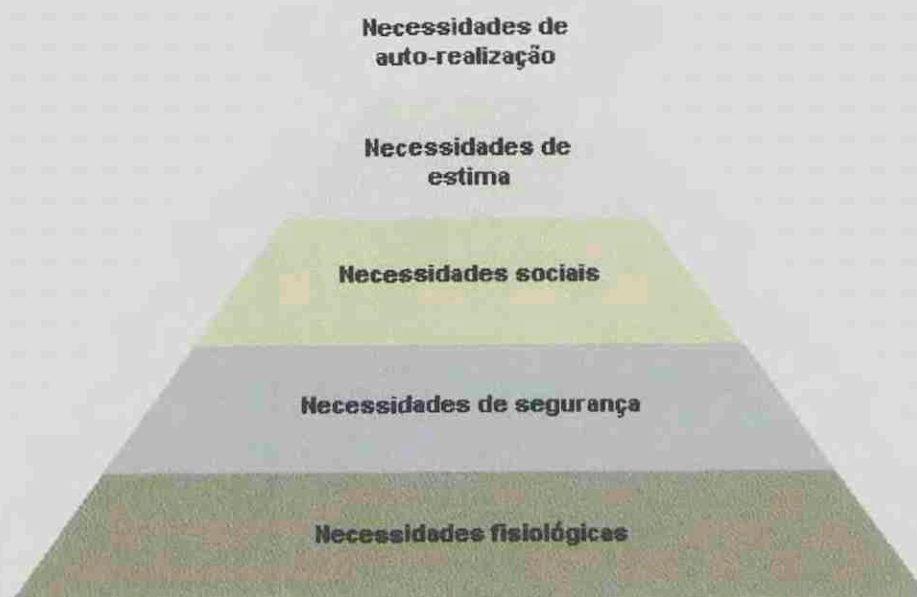 Necessidades de
auto-realização
Necessidades de
estima
Necessidades sociais
Necessidades de segurança
Necessidades fisiológicas